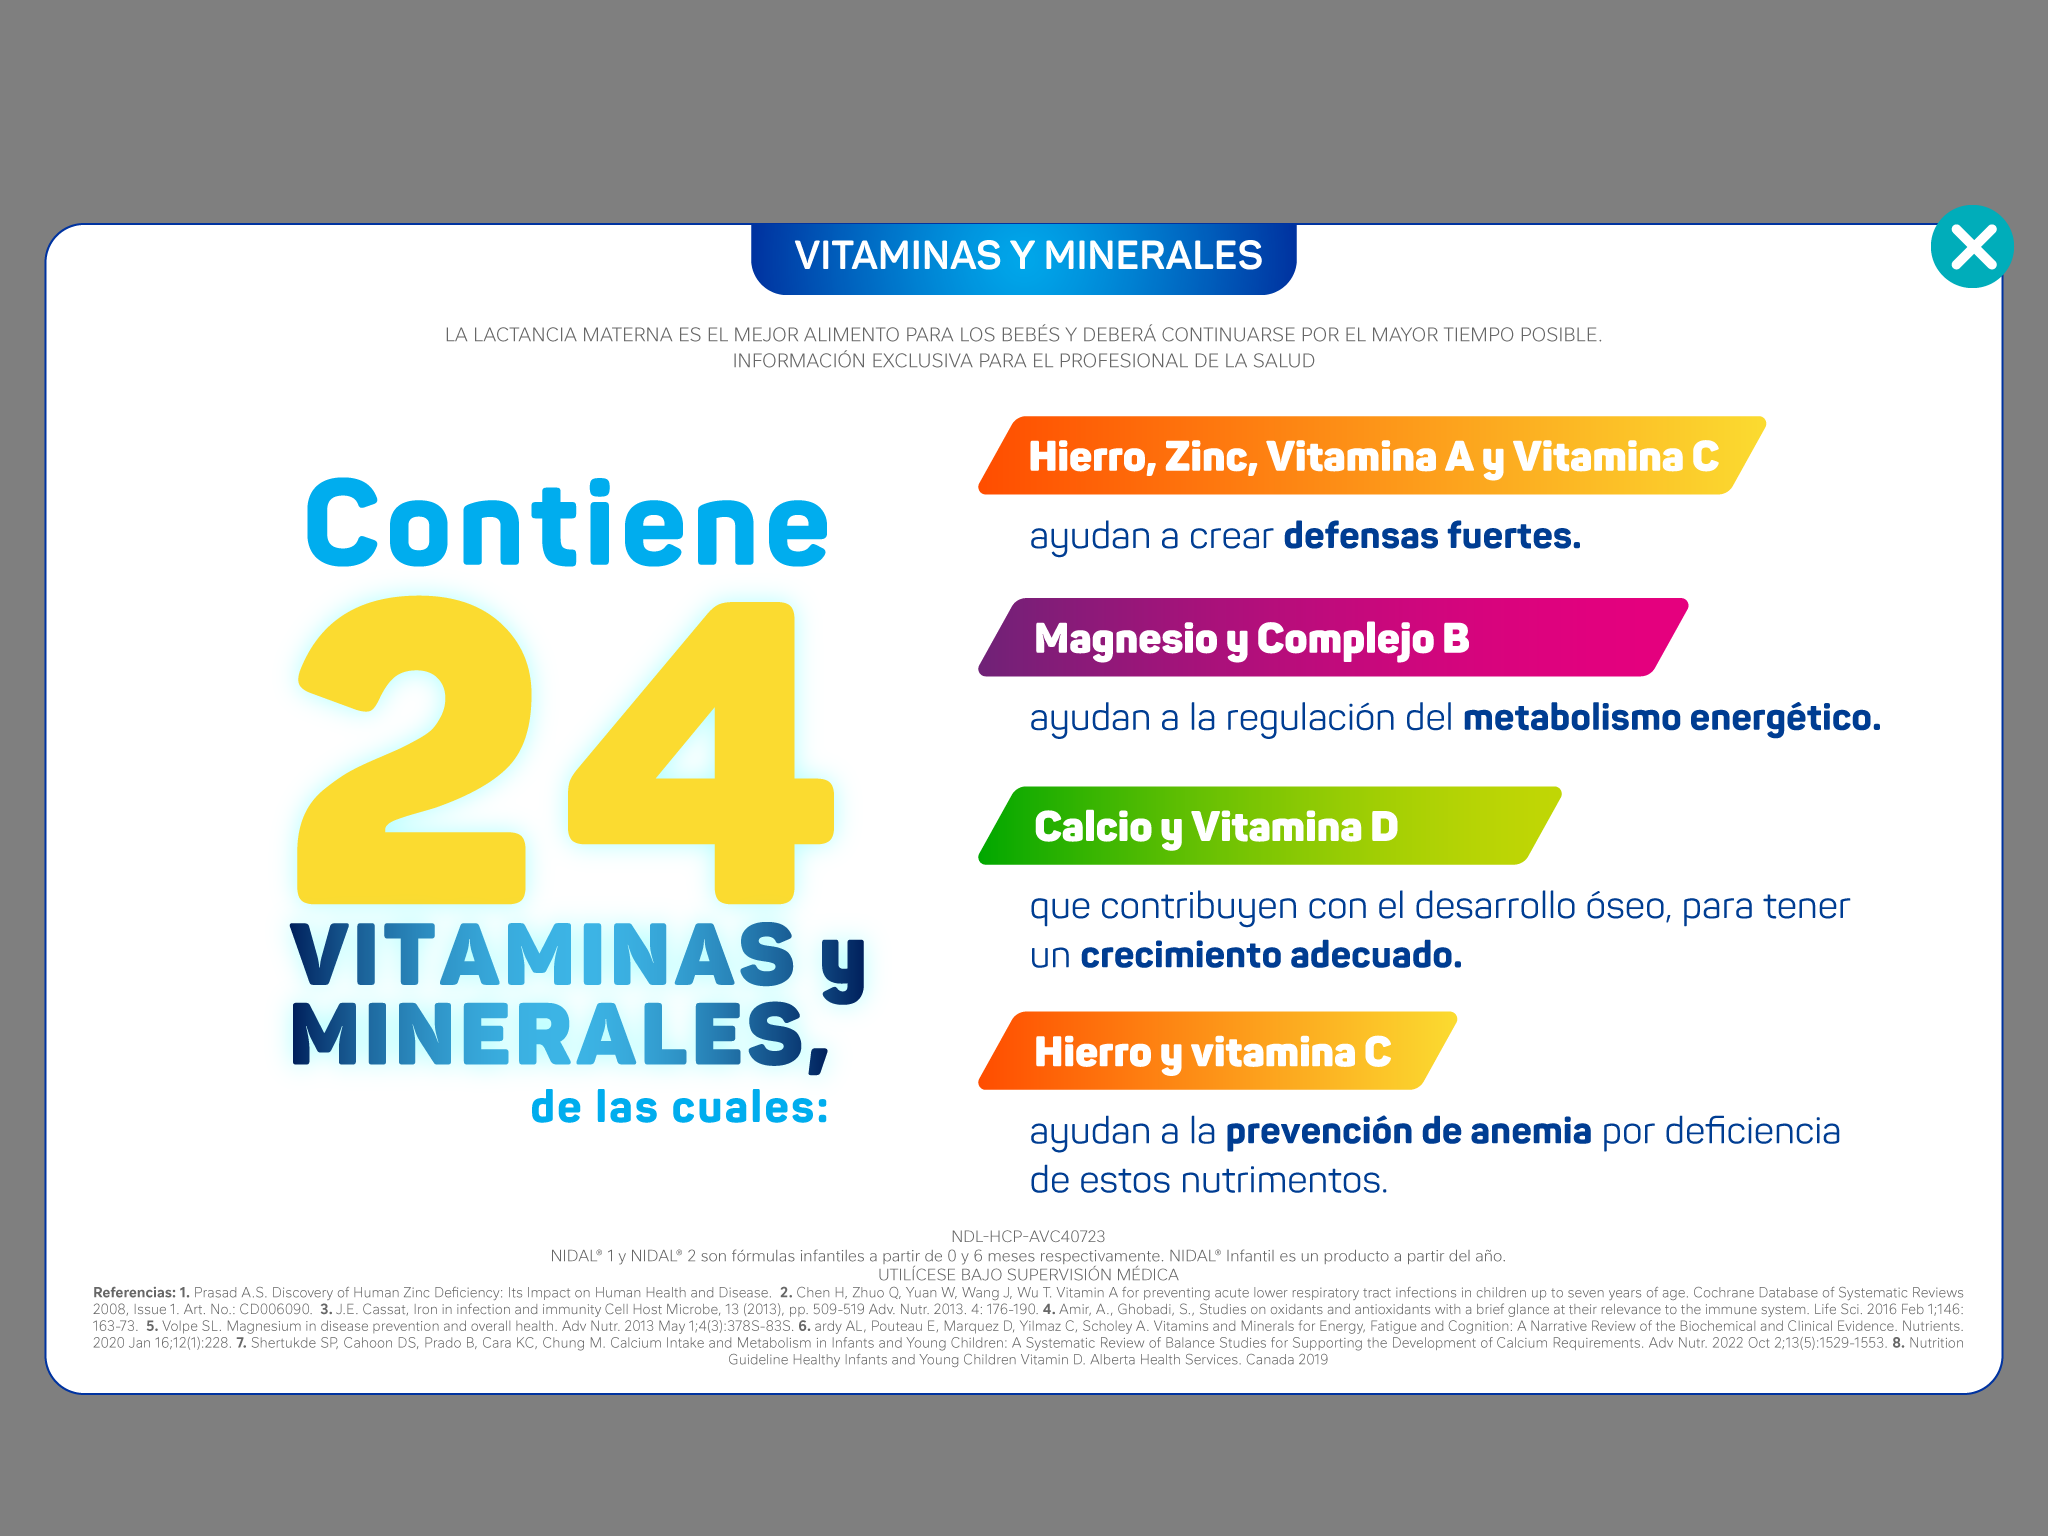 VITAMINAS Y MINERALES
LA LACTANCIA MATERNA ES EL MEJOR ALIMENTO PARA LOS BEBÉS Y DEBERÁ CONTINUARSE POR EL MAYOR TIEMPO POSIBLE.
INFORMACIÓN EXCLUSIVA PARA EL PROFESIONAL DE LA SALUD
Contiene
24
VITAMINAS y
MINERALES,
de las cuales:
Hierro, Zinc, Vitamina A y Vitamina C
ayudan a crear defensas fuertes.
Magnesio y Complejo B
ayudan a la regulación del metabolismo energético.
Calcio y Vitamina D
que contribuyen con el desarrollo óseo, para tener
un crecimiento adecuado.
Hierro y vitamina C
ayudan a la prevención de anemia por deficiencia
de estos nutrimentos.
NDL-HCP-AVC40723
NIDAL® 1 y NIDAL® 2 son fórmulas infantiles a partir de 0 y 6 meses respectivamente. NIDAL® Infantil es un producto a partir del año.
UTILÍCESE BAJO SUPERVISIÓN MÉDICA
Referencias: 1. Prasad A.S. Discovery of Human Zinc Deficiency: Its Impact on Human Health and Disease. 2. Chen H, Zhuo Q, Yuan W, Wang J, Wu T. Vitamin A for preventing acute lower respiratory tract infections in children up to seven years of age. Cochrane Database of Systematic Reviews
2008, Issue 1. Art. No.: CD006090. 3. J.E. Cassat, Iron in infection and immunity Cell Host Microbe, 13 (2013), pp. 509-519 Adv. Nutr. 2013. 4: 176-190. 4. Amir, A., Ghobadi, S., Studies on oxidants and antioxidants with a brief glance at their relevance to the immune system. Life Sci. 2016 Feb 1;146:
163-73. 5. Volpe SL. Magnesium in disease prevention and overall health. Adv Nutr. 2013 May 1;4(3):378S-83S. 6. ardy AL, Pouteau E, Marquez D, Yilmaz C, Scholey A. Vitamins and Minerals for Energy, Fatigue and Cognition: A Narrative Review of the Biochemical and Clinical Evidence. Nutrients.
2020 Jan 16;12(1):228. 7. Shertukde SP, Cahoon DS, Prado B, Cara KC, Chung M. Calcium Intake and Metabolism in Infants and Young Children: A Systematic Review of Balance Studies for Supporting the Development of Calcium Requirements. Adv Nutr. 2022 Oct 2;13(5):1529-1553. 8. Nutrition
Guideline Healthy Infants and Young Children Vitamin D. Alberta Health Services. Canada 2019